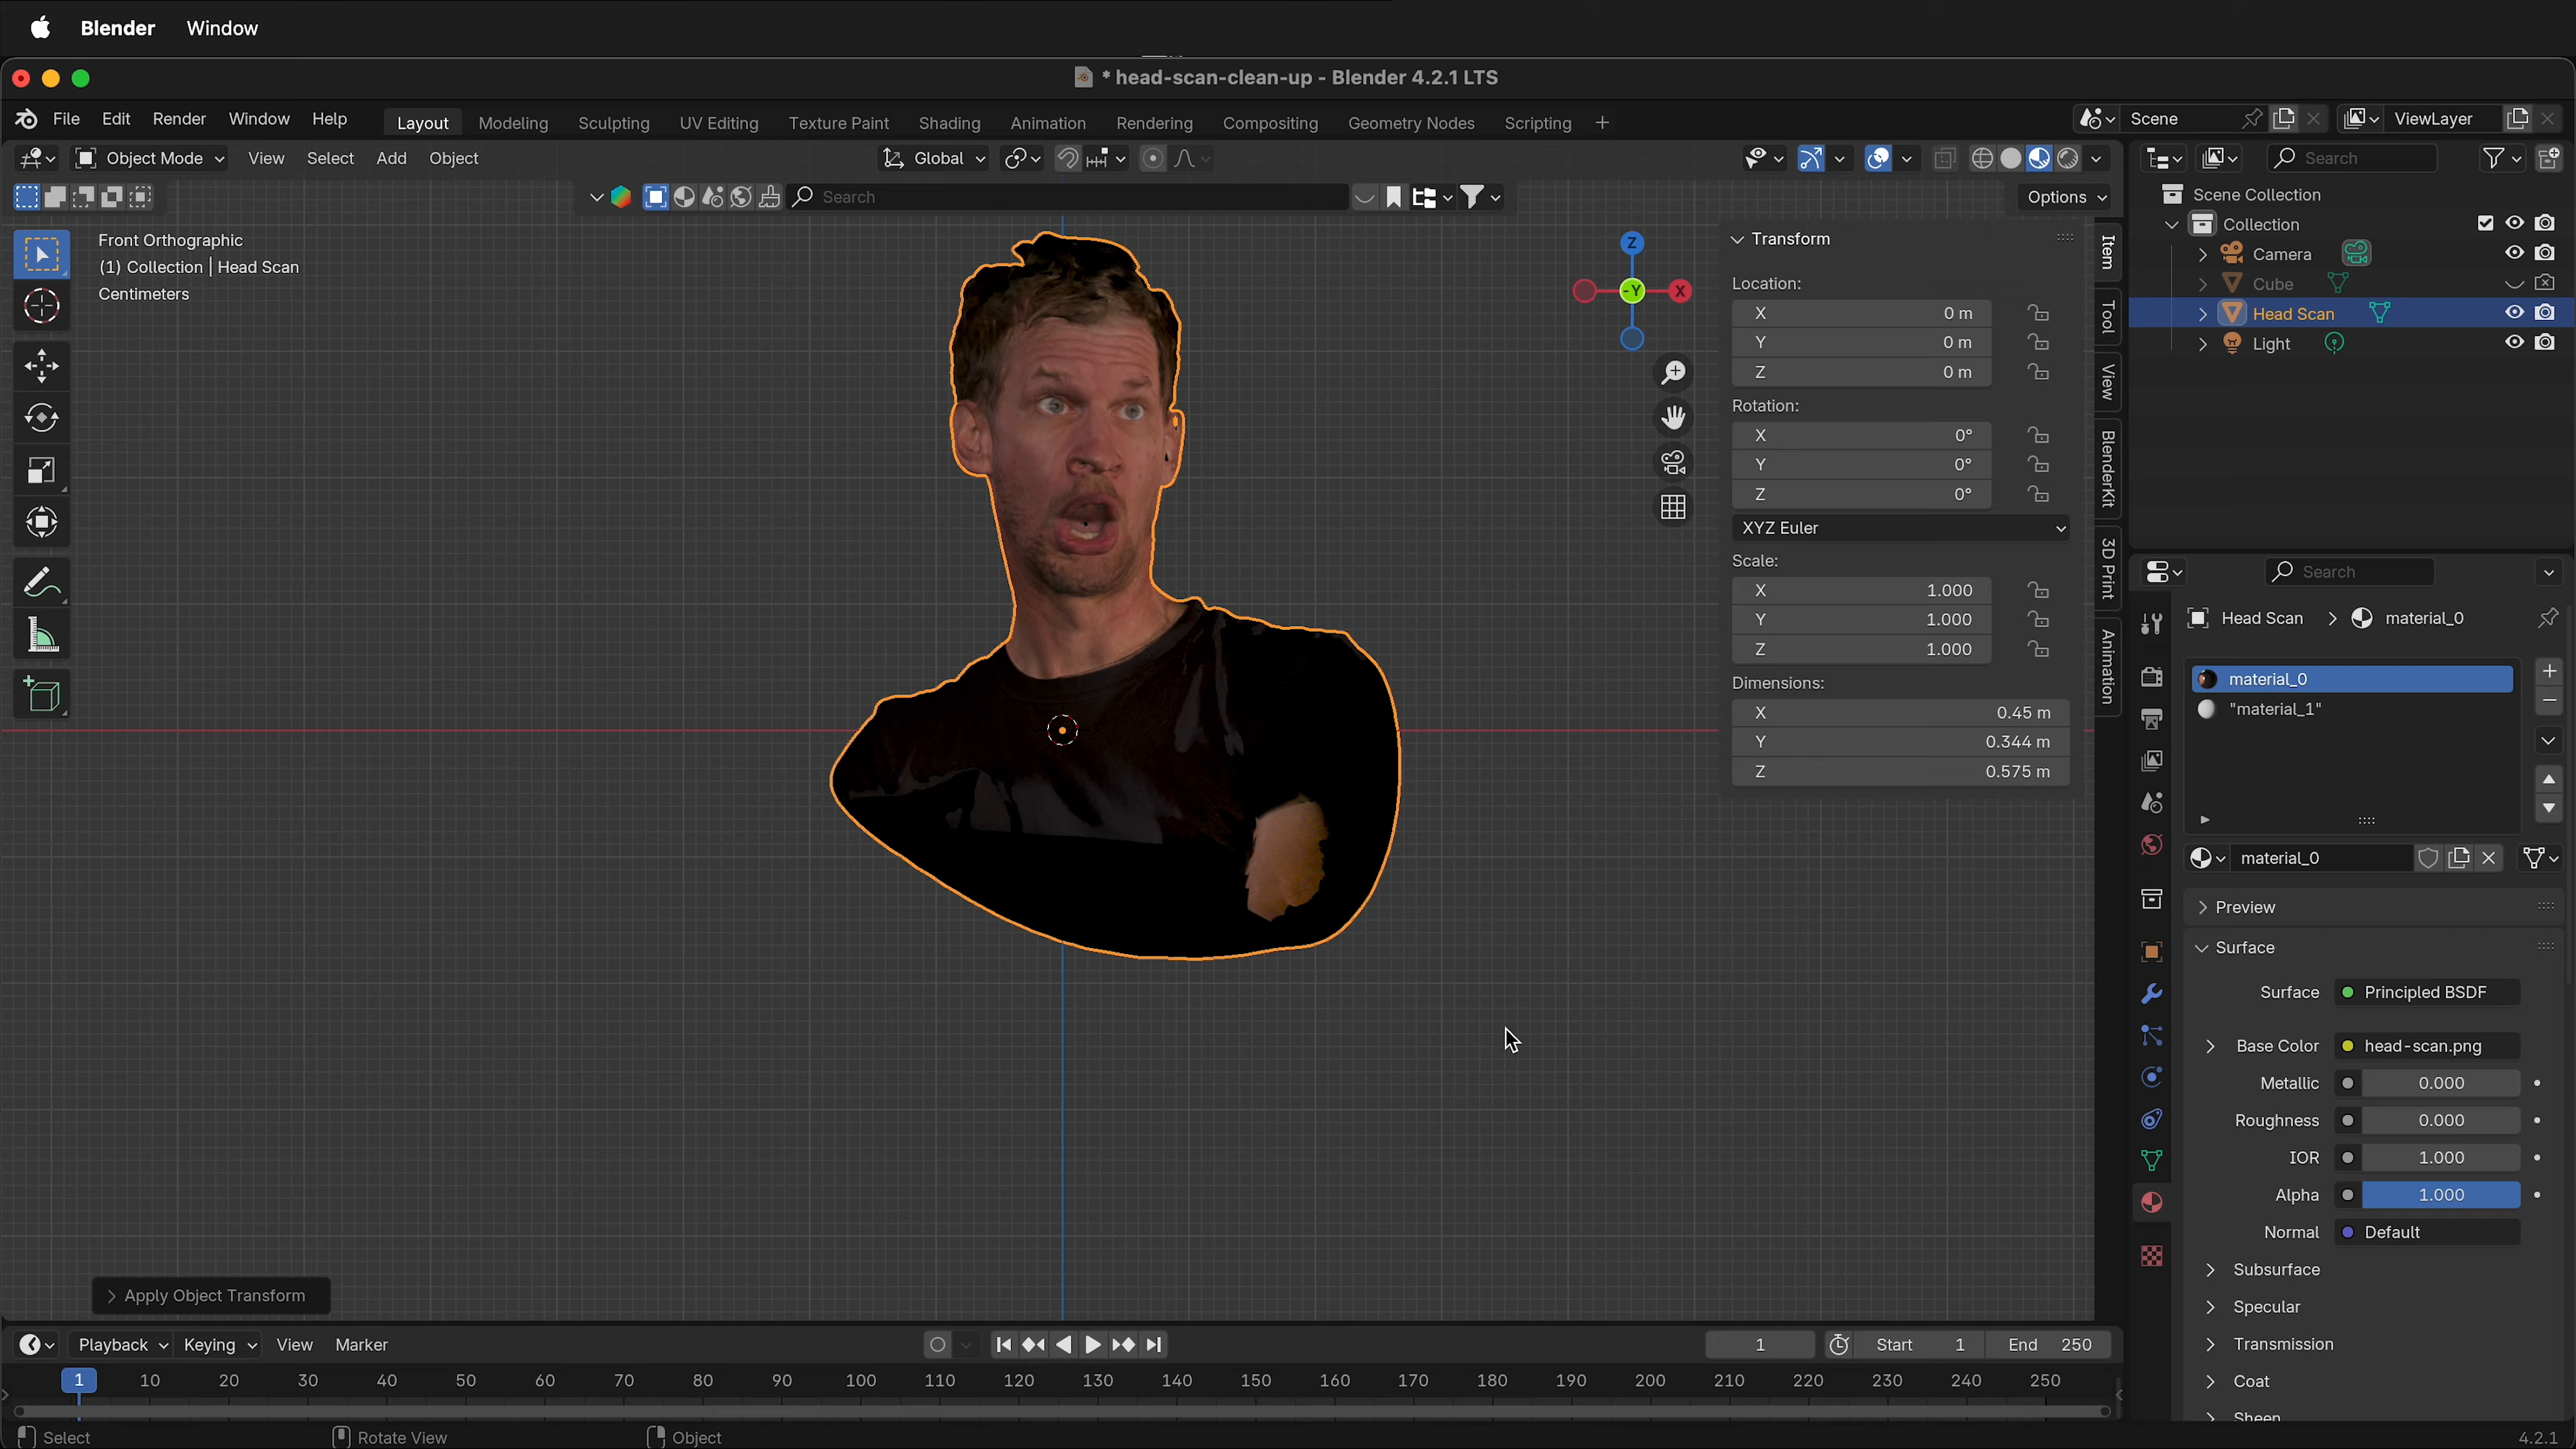 Blender Window
* head-scan-clean-up - Blender 4.2.1 LTS
File Edit Render Window Help Layout Modeling Sculpting UV Editing Texture Paint Shading Animation Rendering Compositing Geometry Nodes Scripting + Scene ViewLayer
Object Mode View Select Add Object Global Search
Search Options
Scene Collection
Collection
Camera
Cube
Head Scan
Light
Front Orthographic
(1) Collection | Head Scan
Centimeters
Z
-Y X
Transform
Location:
X 0 m
Y 0 m
Z 0 m
Rotation:
X 0°
Y 0°
Z 0°
XYZ Euler
Scale:
X 1.000
Y 1.000
Z 1.000
Dimensions:
X 0.45 m
Y 0.344 m
Z 0.575 m
Item
Tool
View
BlenderKit
3D Print
Animation
Search
Head Scan > material_0
material_0
"material_1"
material_0
Preview
Surface
Surface Principled BSDF
Base Color head-scan.png
Metallic 0.000
Roughness 0.000
IOR 1.000
Alpha 1.000
Normal Default
Subsurface
Specular
Transmission
Coat
Sheen
Apply Object Transform
Playback Keying View Marker 1 Start 1 End 250
1 10 20 30 40 50 60 70 80 90 100 110 120 130 140 150 160 170 180 190 200 210 220 230 240 250
Select Rotate View Object 4.2.1